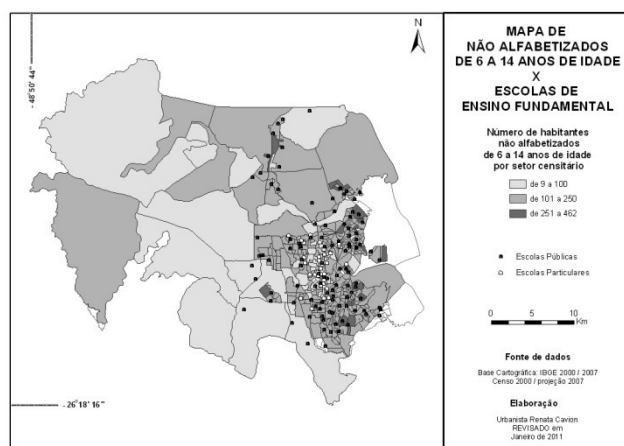 - 48° 50' 44"
N
- 26° 18' 16"
MAPA DE
NÃO ALFABETIZADOS
DE 6 A 14 ANOS DE IDADE
X
ESCOLAS DE
ENSINO FUNDAMENTAL
Número de habitantes
não alfabetizados
de 6 a 14 anos de idade
por setor censitário
de 9 a 100
de 101 a 250
de 251 a 462
Escolas Públicas
Escolas Particulares
0 5 10
Km
Fonte de dados
Base Cartográfica: IBGE 2000 / 2007
Censo 2000 / projeção 2007
Elaboração
Urbanista Renata Cavion
REVISADO em
Janeiro de 2011